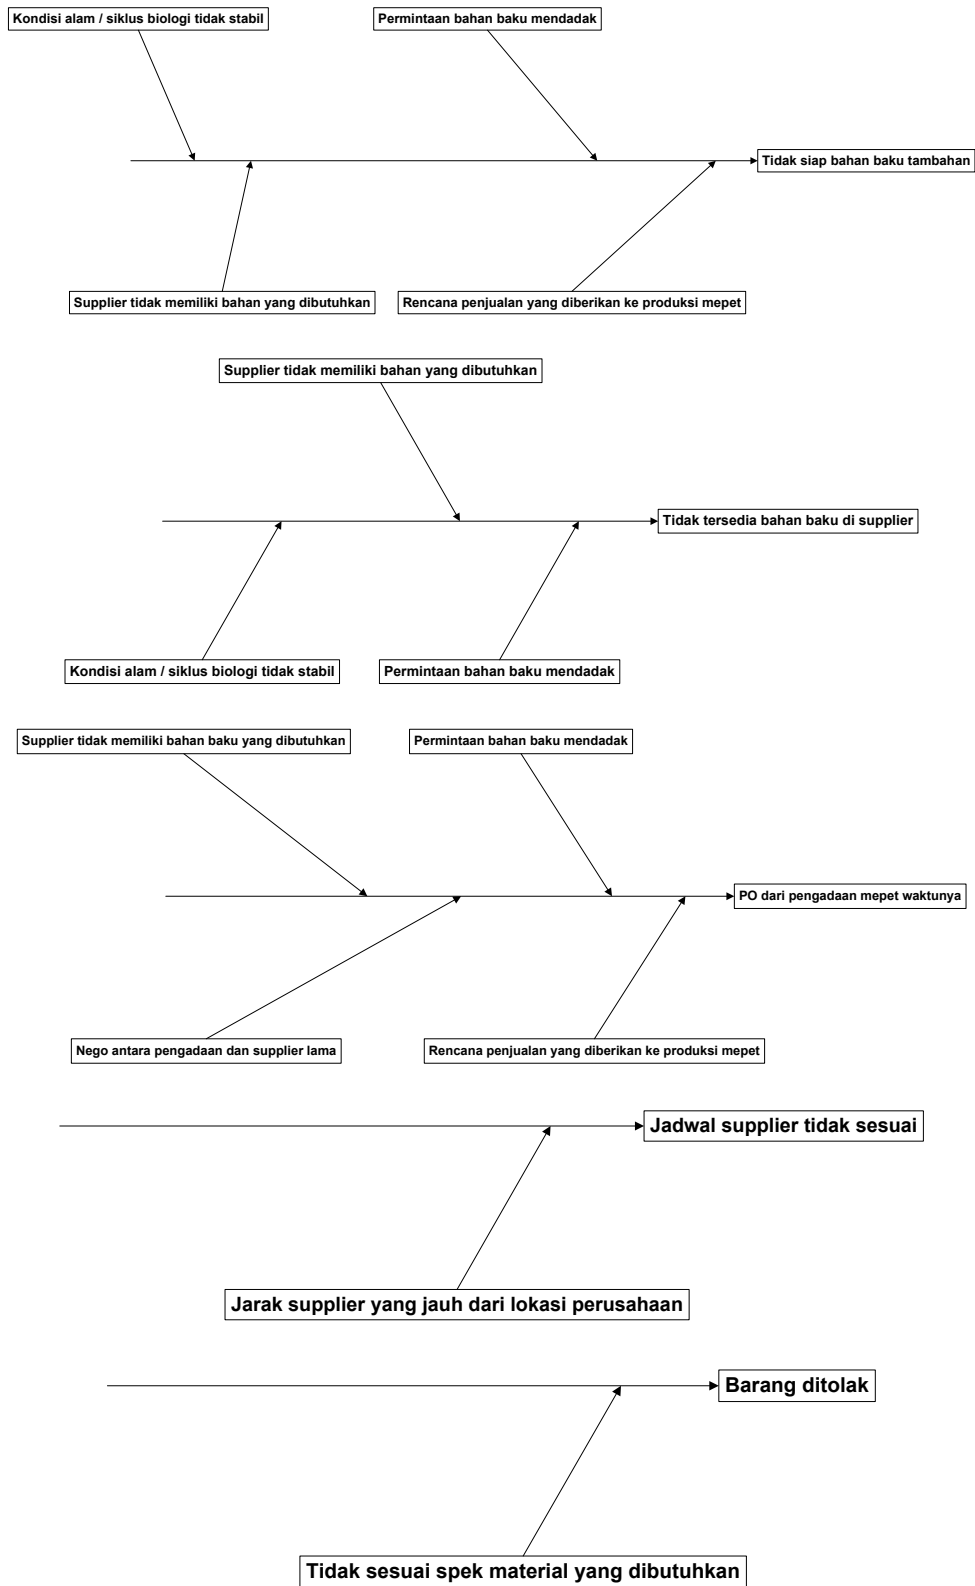 Kondisi alam / siklus biologi tidak stabil
Permintaan bahan baku mendadak
Tidak siap bahan baku tambahan
Supplier tidak memiliki bahan yang dibutuhkan
Rencana penjualan yang diberikan ke produksi mepet
Supplier tidak memiliki bahan yang dibutuhkan
Tidak tersedia bahan baku di supplier
Kondisi alam / siklus biologi tidak stabil
Permintaan bahan baku mendadak
Supplier tidak memiliki bahan baku yang dibutuhkan
Permintaan bahan baku mendadak
PO dari pengadaan mepet waktunya
Nego antara pengadaan dan supplier lama
Rencana penjualan yang diberikan ke produksi mepet
Jadwal supplier tidak sesuai
Jarak supplier yang jauh dari lokasi perusahaan
Barang ditolak
Tidak sesuai spek material yang dibutuhkan